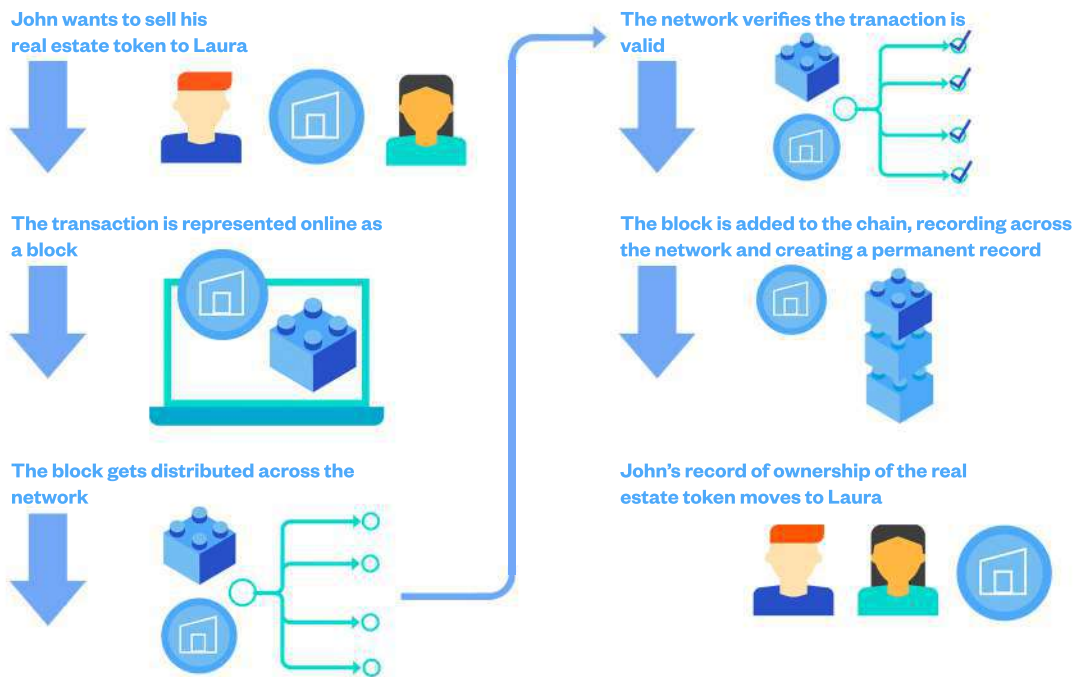 John wants to sell his
real estate token to Laura
The transaction is represented online as
a block
The block gets distributed across the
network
The network verifies the tranaction is
valid
The block is added to the chain, recording across
the network and creating a permanent record
John’s record of ownership of the real
estate token moves to Laura